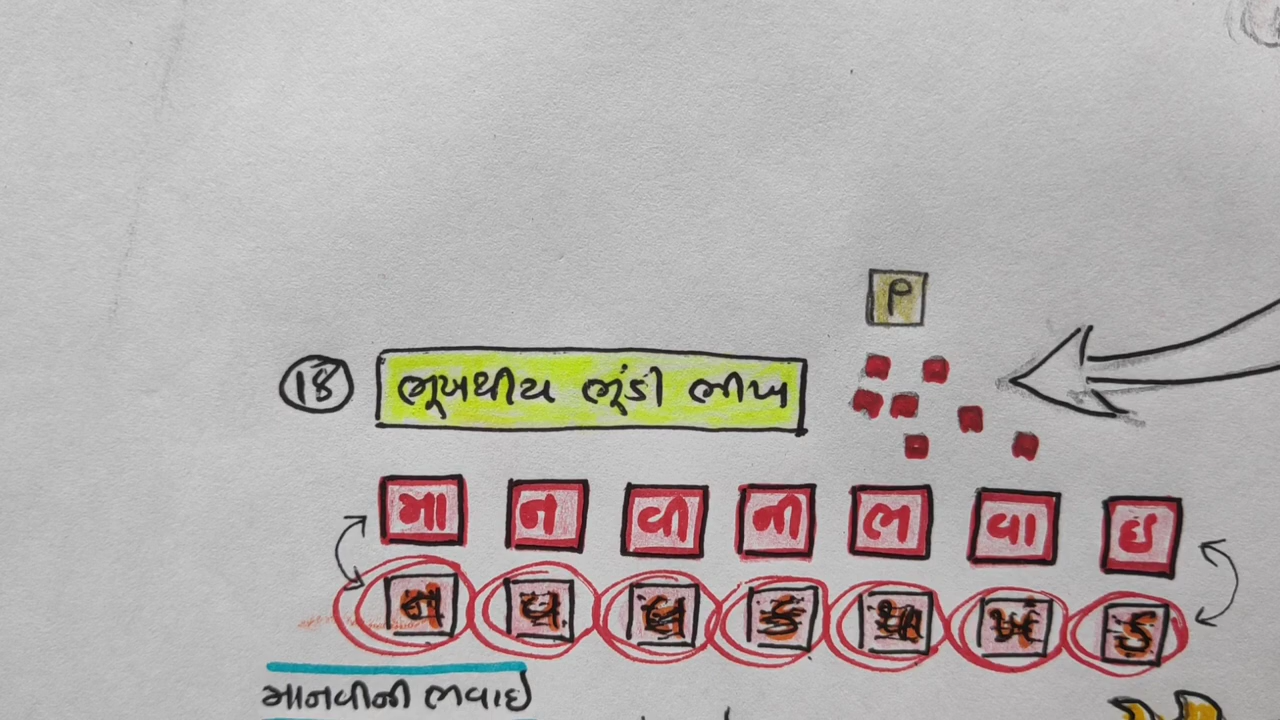 P
18 ભૂખથીય ભૂંડી ભીખ
મા ન વી ની ભ વા ઇ
માનવીની ભવાઇ